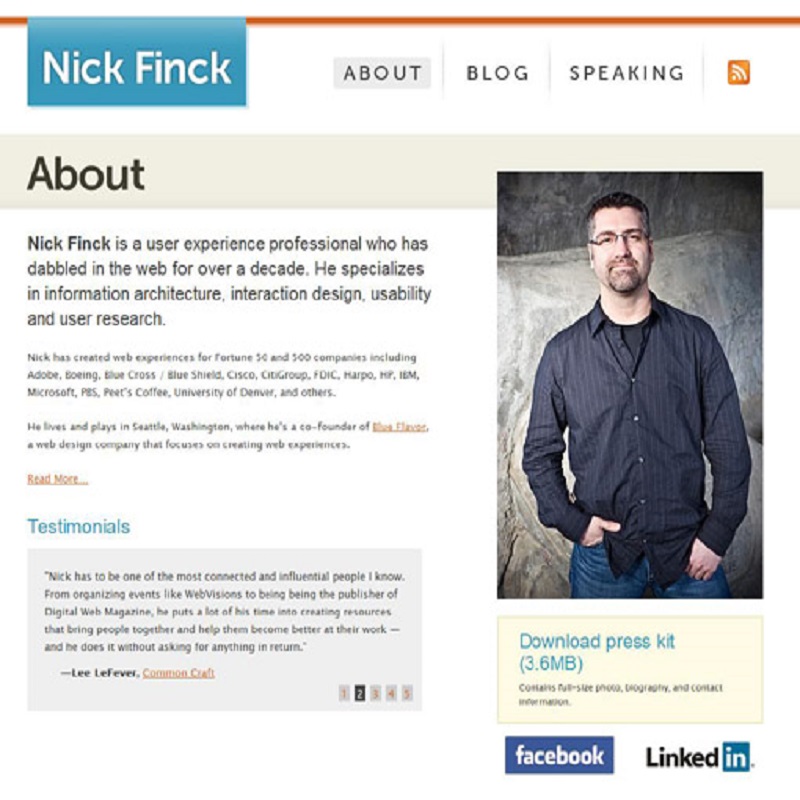 Nick Finck
ABOUT
BLOG
SPEAKING
About
Nick Finck is a user experience professional who has
dabbled in the web for over a decade. He specializes
in information architecture, interaction design, usability
and user research.
Nick has created web experiences for Fortune 50 and 500 companies including
Adobe, Boeing, Blue Cross / Blue Shield, Cisco, CitiGroup, FDIC, Harpo, HP, IBM,
Microsoft, PBS, Peet's Coffee, University of Denver, and others.
He lives and plays in Seattle, Washington, where he's a co-founder of Blue Flavor,
a web design company that focuses on creating web experiences.
Read More...
Testimonials
"Nick has to be one of the most connected and influential people I know.
From organizing events like WebVisions to being being the publisher of
Digital Web Magazine, he puts a lot of his time into creating resources
that bring people together and help them become better at their work —
and he does it without asking for anything in return."
—Lee LeFever, Common Craft
1 2 3 4 5
Download press kit
(3.6MB)
Contains full-size photo, biography, and contact
information.
facebook
Linked in